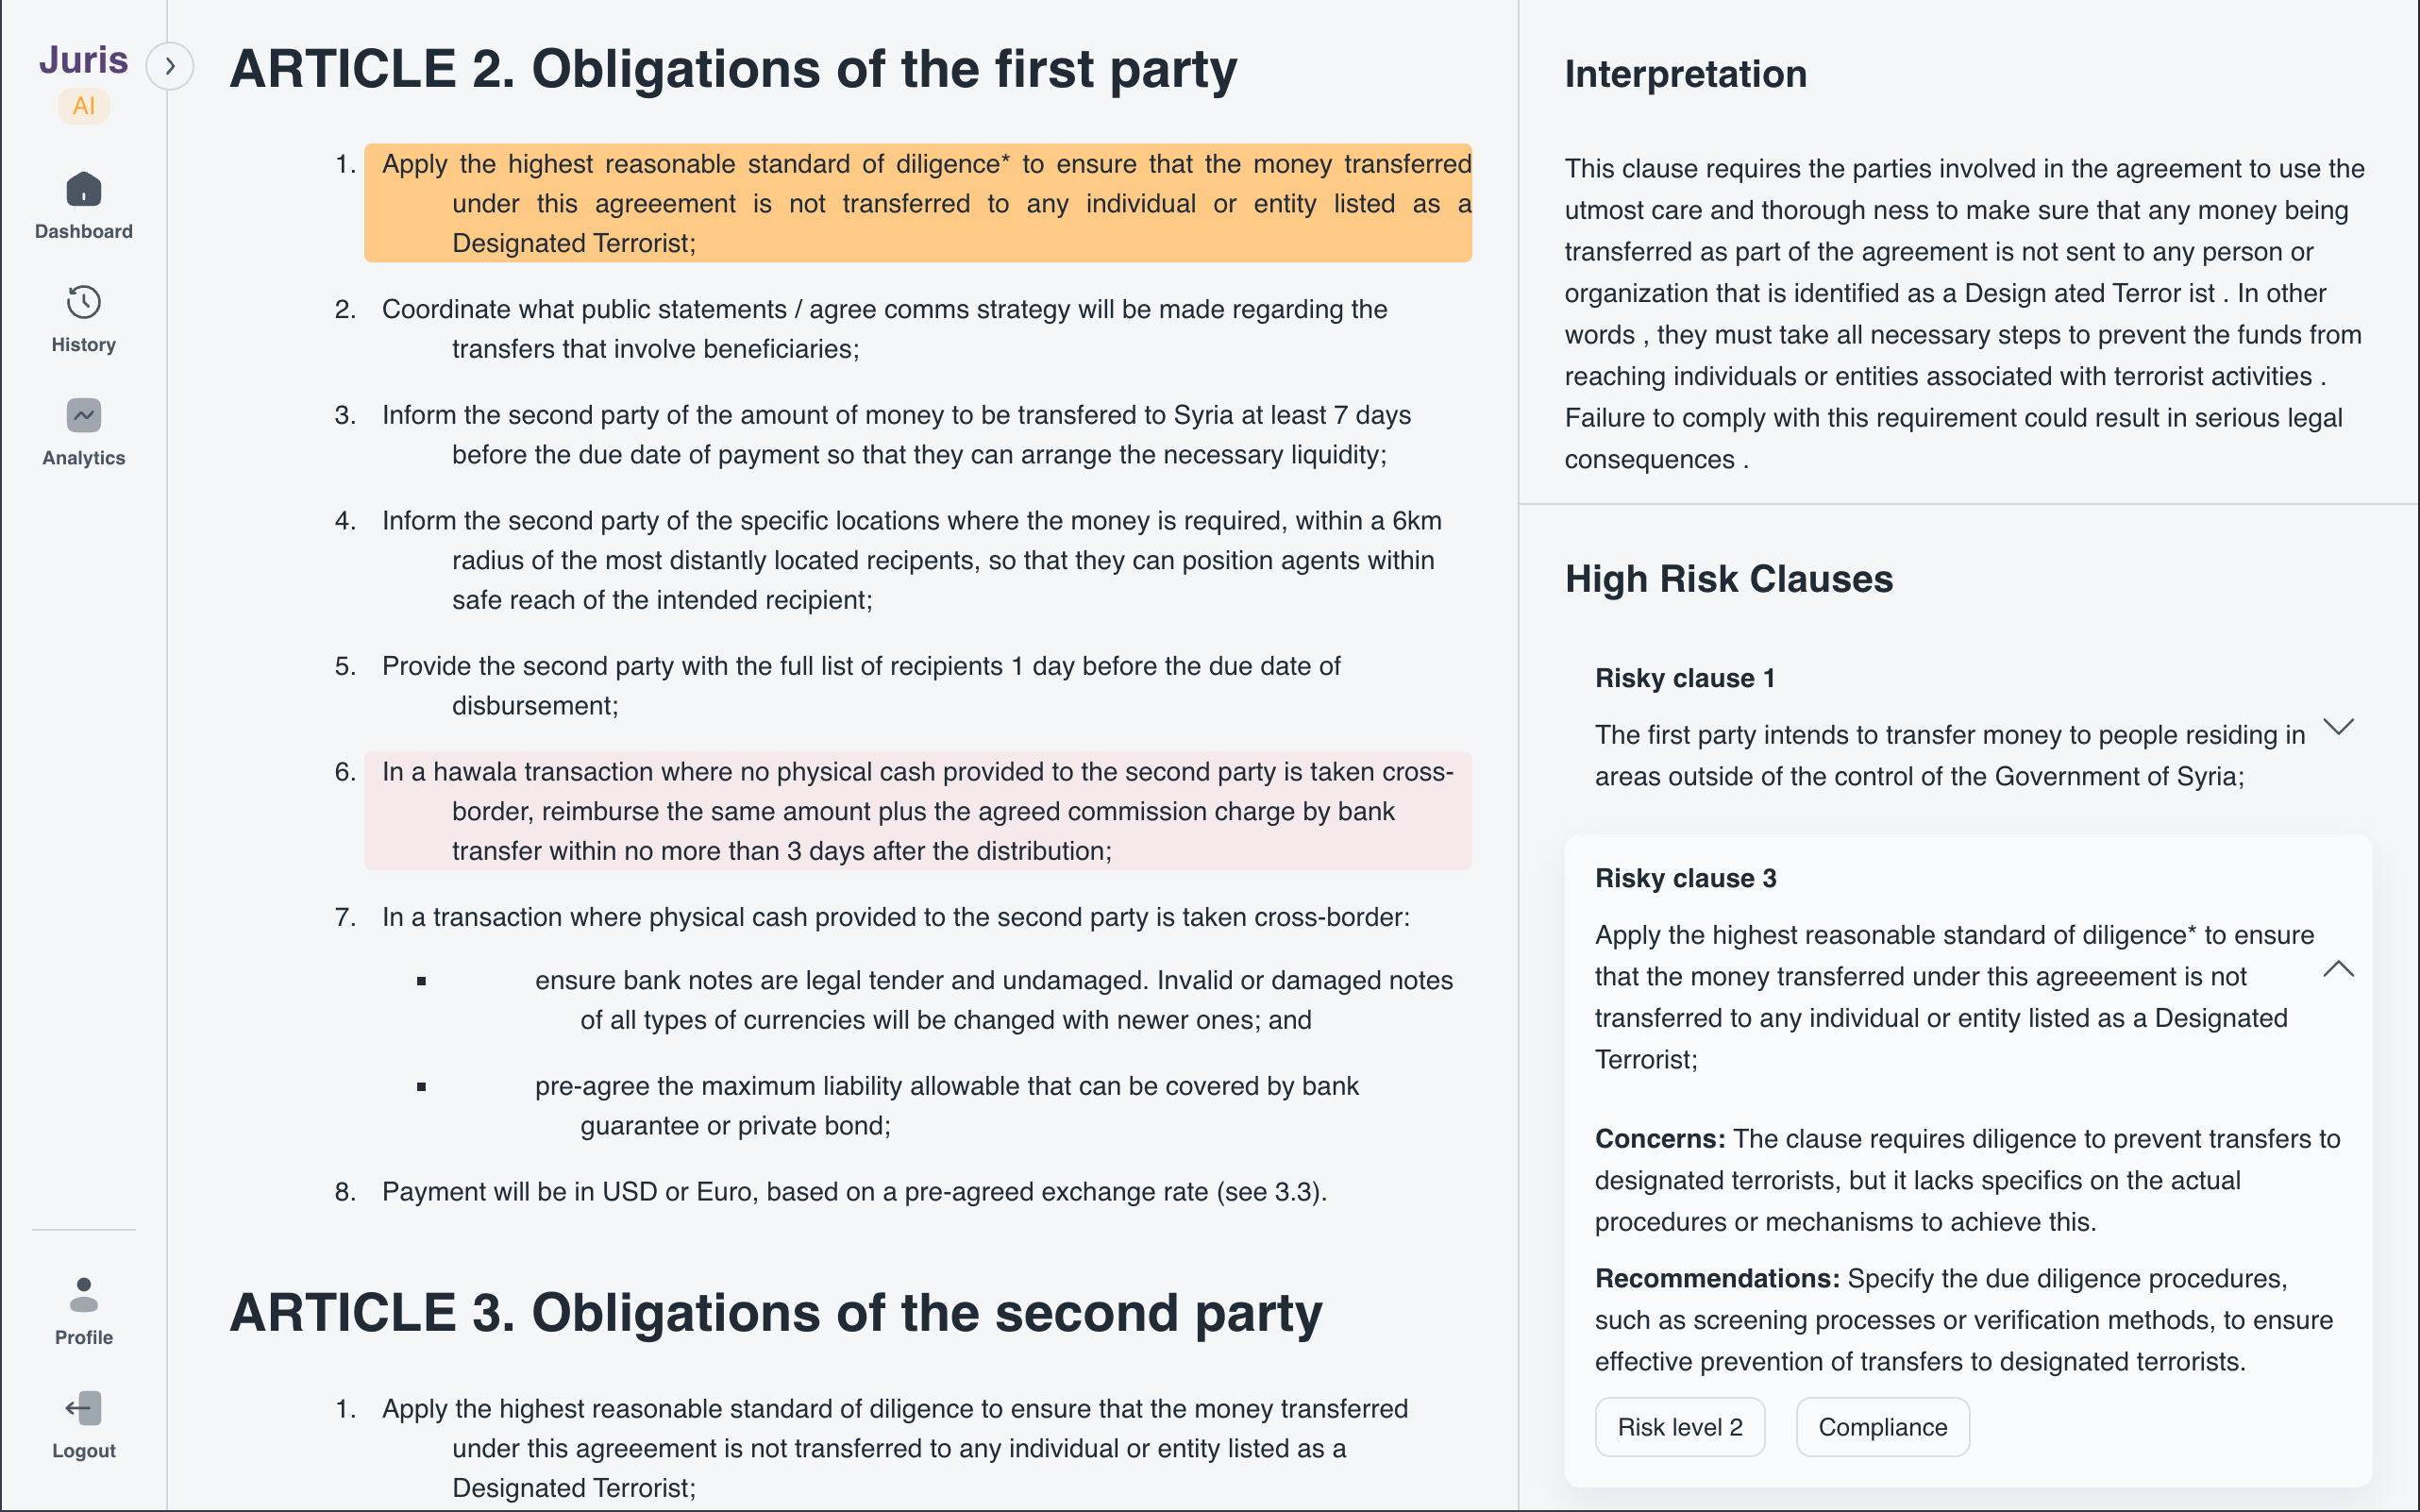 Juris
AI
Dashboard
History
Analytics
Profile
Logout
ARTICLE 2. Obligations of the first party
1. Apply the highest reasonable standard of diligence* to ensure that the money transferred
under this agreeement is not transferred to any individual or entity listed as a
Designated Terrorist;
2. Coordinate what public statements / agree comms strategy will be made regarding the
transfers that involve beneficiaries;
3. Inform the second party of the amount of money to be transfered to Syria at least 7 days
before the due date of payment so that they can arrange the necessary liquidity;
4. Inform the second party of the specific locations where the money is required, within a 6km
radius of the most distantly located recipents, so that they can position agents within
safe reach of the intended recipient;
5. Provide the second party with the full list of recipients 1 day before the due date of
disbursement;
6. In a hawala transaction where no physical cash provided to the second party is taken cross-
border, reimburse the same amount plus the agreed commission charge by bank
transfer within no more than 3 days after the distribution;
7. In a transaction where physical cash provided to the second party is taken cross-border:
▪ ensure bank notes are legal tender and undamaged. Invalid or damaged notes
of all types of currencies will be changed with newer ones; and
▪ pre-agree the maximum liability allowable that can be covered by bank
guarantee or private bond;
8. Payment will be in USD or Euro, based on a pre-agreed exchange rate (see 3.3).
ARTICLE 3. Obligations of the second party
1. Apply the highest reasonable standard of diligence to ensure that the money transferred
under this agreeement is not transferred to any individual or entity listed as a
Designated Terrorist;
Interpretation
This clause requires the parties involved in the agreement to use the
utmost care and thorough ness to make sure that any money being
transferred as part of the agreement is not sent to any person or
organization that is identified as a Design ated Terror ist . In other
words , they must take all necessary steps to prevent the funds from
reaching individuals or entities associated with terrorist activities .
Failure to comply with this requirement could result in serious legal
consequences .
High Risk Clauses
Risky clause 1
The first party intends to transfer money to people residing in
areas outside of the control of the Government of Syria;
Risky clause 3
Apply the highest reasonable standard of diligence* to ensure
that the money transferred under this agreeement is not
transferred to any individual or entity listed as a Designated
Terrorist;
Concerns: The clause requires diligence to prevent transfers to
designated terrorists, but it lacks specifics on the actual
procedures or mechanisms to achieve this.
Recommendations: Specify the due diligence procedures,
such as screening processes or verification methods, to ensure
effective prevention of transfers to designated terrorists.
Risk level 2
Compliance